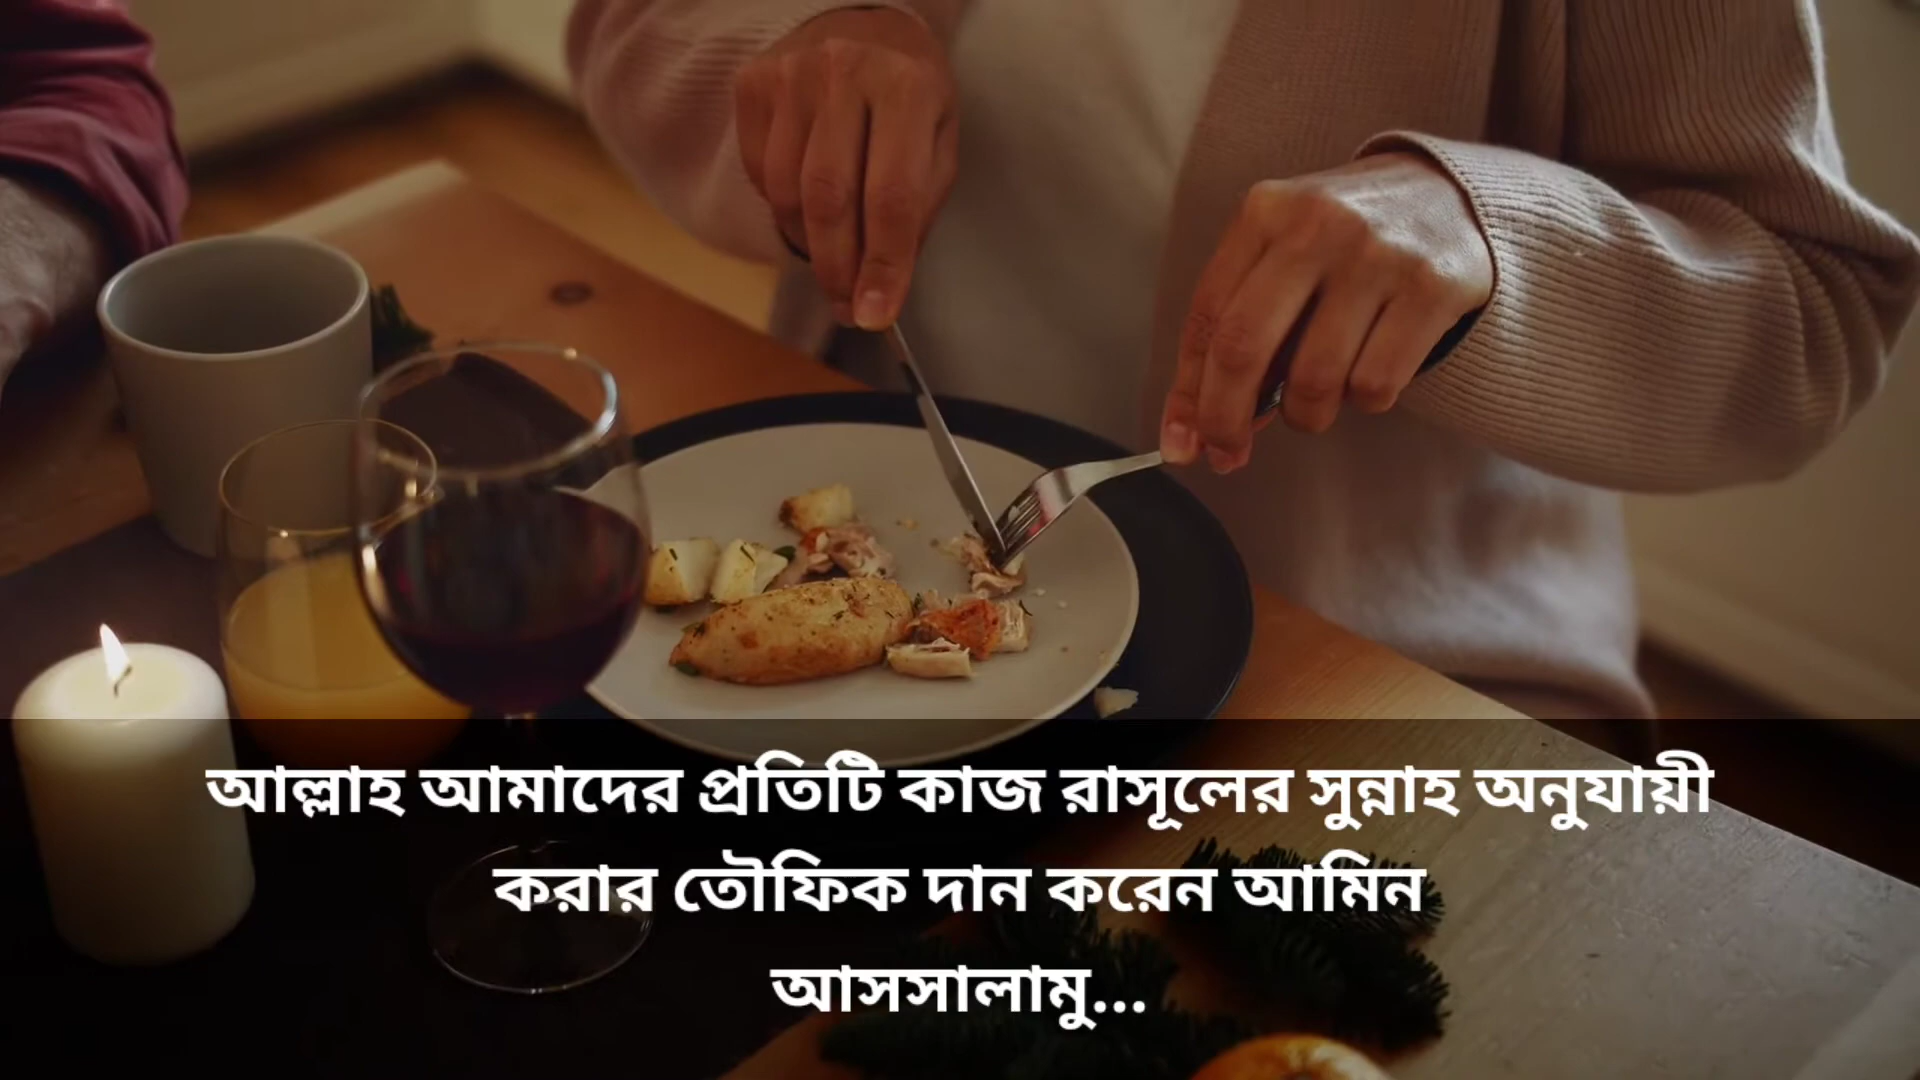 আল্লাহ আমাদের প্রতিটি কাজ রাসূলের সুন্নাহ অনুযায়ী
করার তৌফিক দান করেন আমিন
আসসালামু...